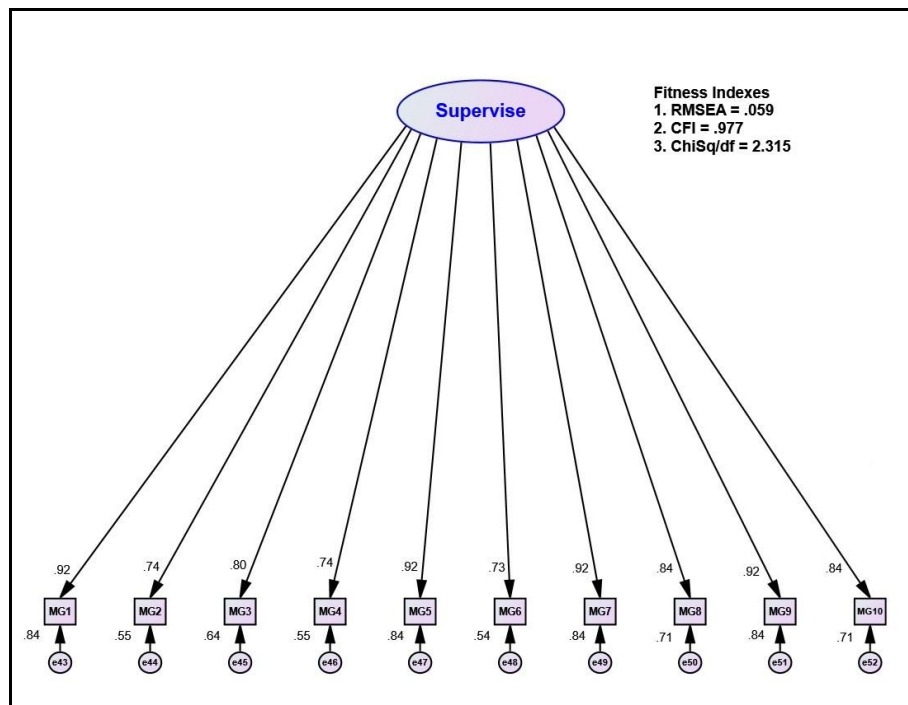 Supervise
Fitness Indexes
1. RMSEA = .059
2. CFI = .977
3. ChiSq/df = 2.315
.92 .74 .80 .74 .92 .73 .92 .84 .92 .84
MG1 MG2 MG3 MG4 MG5 MG6 MG7 MG8 MG9 MG10
.84 .55 .64 .55 .84 .54 .84 .71 .84 .71
e43 e44 e45 e46 e47 e48 e49 e50 e51 e52